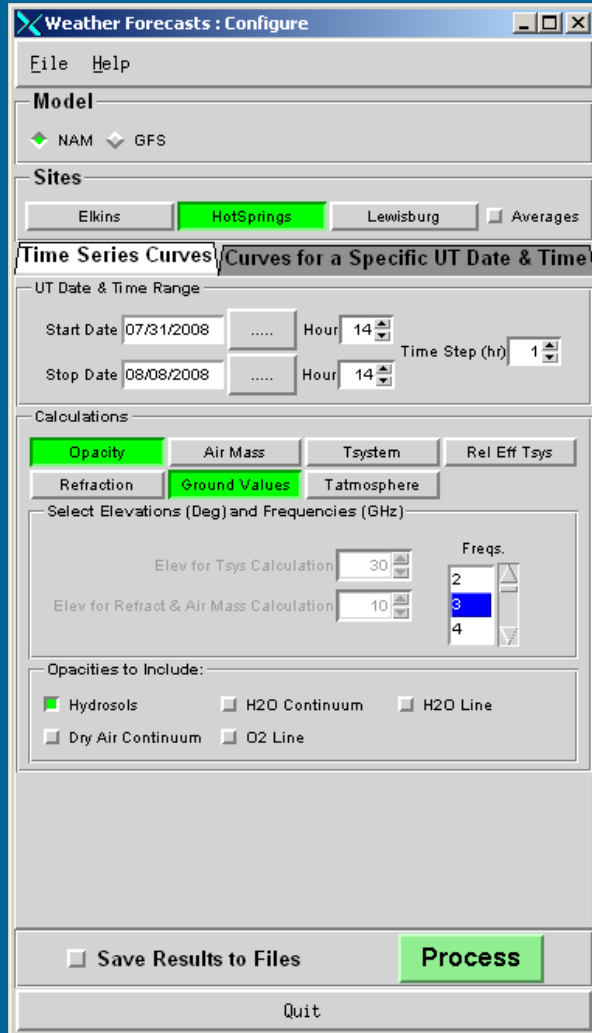 Weather Forecasts : Configure
File Help
Model
NAM GFS
Sites
Elkins HotSprings Lewisburg Averages
Time Series Curves Curves for a Specific UT Date & Time
UT Date & Time Range
Start Date 07/31/2008 ..... Hour 14
Time Step (hr) 1
Stop Date 08/08/2008 ..... Hour 14
Calculations
Opacity Air Mass Tsystem Rel Eff Tsys
Refraction Ground Values Tatmosphere
Select Elevations (Deg) and Frequencies (GHz)
Freqs.
Elev for Tsys Calculation 30
2
3
4
Elev for Refract & Air Mass Calculation 10
Opacities to Include:
Hydrosols H2O Continuum H2O Line
Dry Air Continuum O2 Line
Save Results to Files Process
Quit